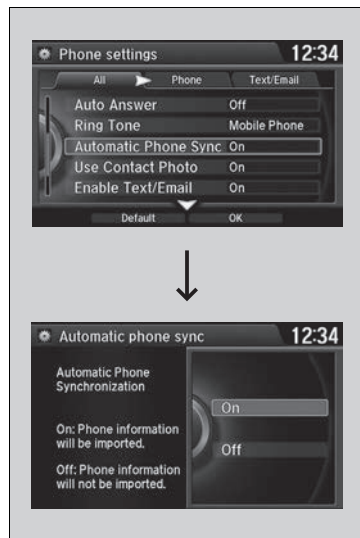 Phone settings 12:34
All Phone Text/Email
Auto Answer Off
Ring Tone Mobile Phone
Automatic Phone Sync On
Use Contact Photo On
Enable Text/Email On
Default OK
Automatic phone sync 12:34
Automatic Phone
Synchronization
On
On: Phone information
will be imported.
Off
Off: Phone information
will not be imported.